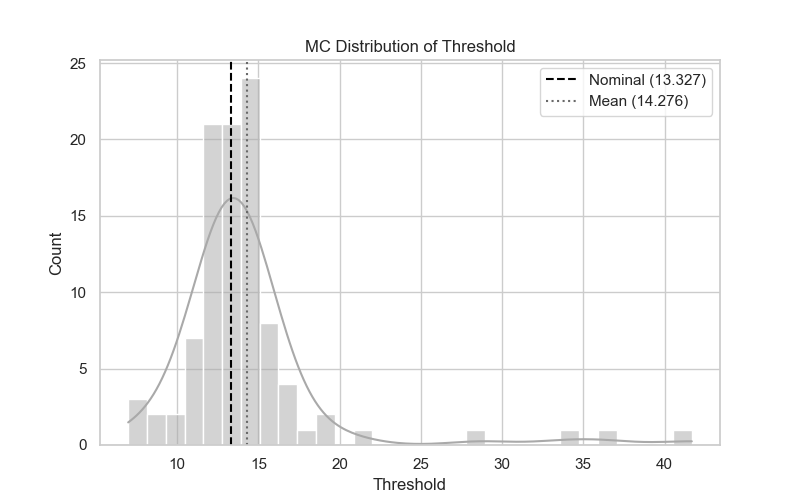 MC Distribution of Threshold
Nominal (13.327)
Mean (14.276)
Count
25
20
15
10
5
0
10 15 20 25 30 35 40
Threshold